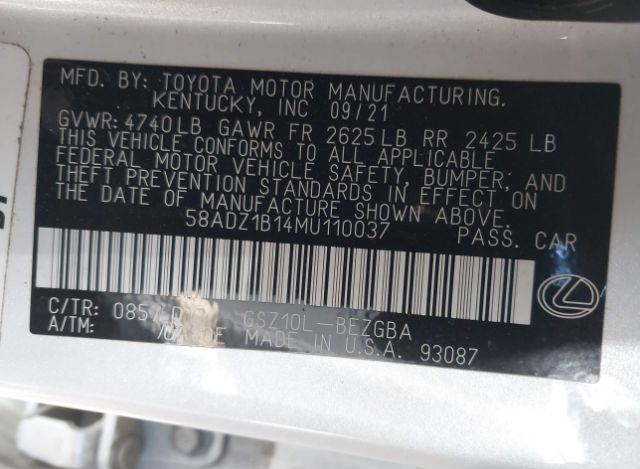 MFD. BY: TOYOTA MOTOR MANUFACTURING.
KENTUCKY, INC 09/21
GVWR: 4740LB GAWR FR 2625LB RR 2425 LB
THIS VEHICLE CONFORMS TO ALL APPLICABLE
FEDERAL MOTOR VEHICLE SAFETY, BUMPER, AND
THEFT PREVENTION STANDARDS IN EFFECT ON
THE DATE OF MANUFACTURE SHOWN ABOVE.
58ADZ1B14MU110037 PASS. CAR
C/TR: GSZ10L-BEZGBA
A/TM: MADE IN U.S.A. 93087